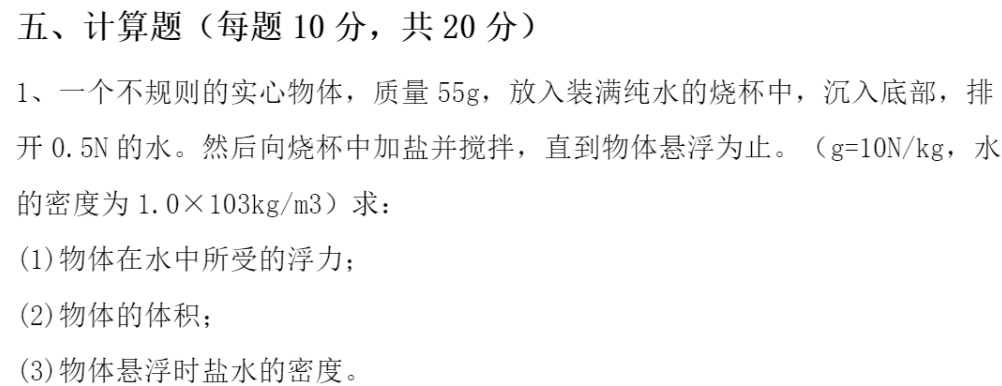 五、计算题（每题 10 分，共 20 分）
1、一个不规则的实心物体，质量 55g，放入装满纯水的烧杯中，沉入底部，排
开 0.5N 的水。然后向烧杯中加盐并搅拌，直到物体悬浮为止。（g=10N/kg，水
的密度为 1.0×103kg/m3）求：
(1)物体在水中所受的浮力；
(2)物体的体积；
(3)物体悬浮时盐水的密度。